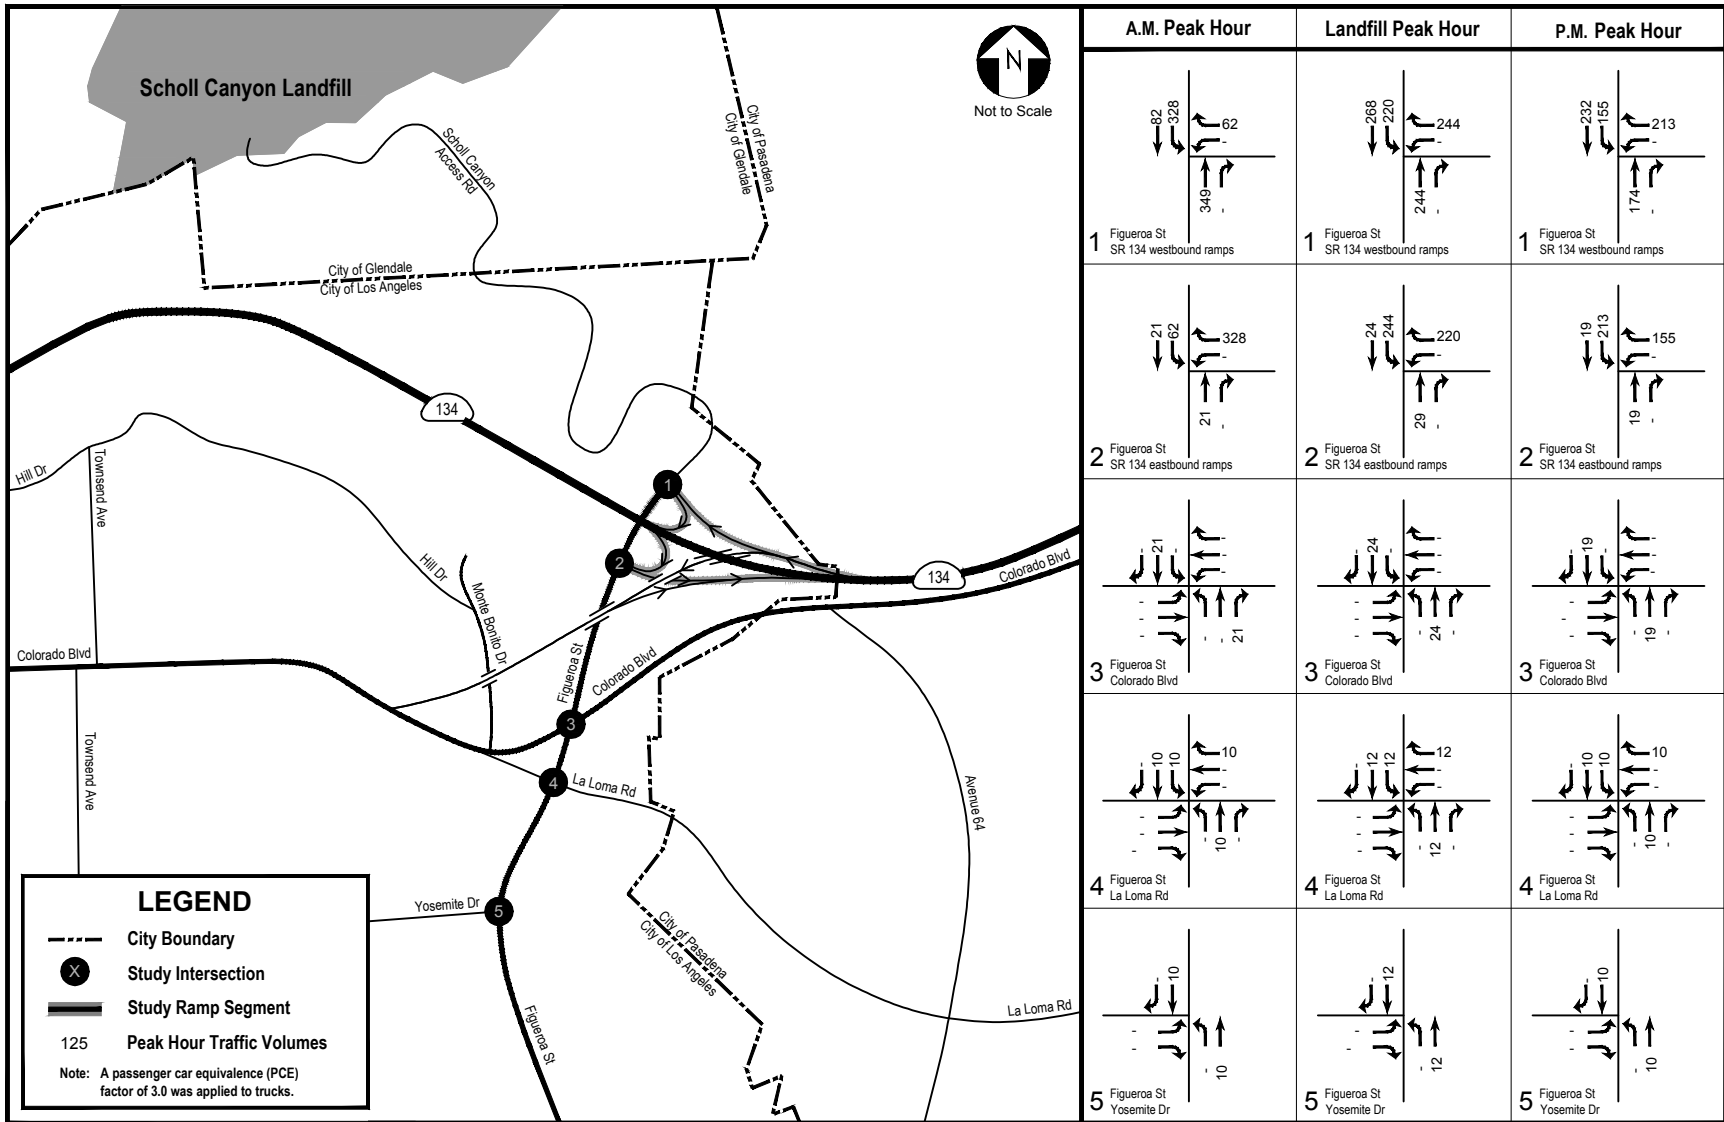 Scholl Canyon Landfill
N
Not to Scale
Scholl Canyon
Access Rd
City of Pasadena
City of Glendale
City of Glendale
City of Los Angeles
134
Hill Dr
Townsend Ave
1
2
Hill Dr
Monte Bonito Dr
134
Colorado Blvd
Colorado Blvd
Figueroa St
Colorado Blvd
3
4
La Loma Rd
Townsend Ave
Avenue 64
Yosemite Dr
5
City of Pasadena
City of Los Angeles
Figueroa St
La Loma Rd
LEGEND
City Boundary
X
Study Intersection
Study Ramp Segment
125
Peak Hour Traffic Volumes
Note: A passenger car equivalence (PCE)
factor of 3.0 was applied to trucks.
A.M. Peak Hour
Landfill Peak Hour
P.M. Peak Hour
82 328 62
-
349 -
1 Figueroa St
SR 134 westbound ramps
268 220 244
-
244 -
1 Figueroa St
SR 134 westbound ramps
232 155 213
-
174 -
1 Figueroa St
SR 134 westbound ramps
21 62 328
-
21 -
2 Figueroa St
SR 134 eastbound ramps
24 244 220
-
29 -
2 Figueroa St
SR 134 eastbound ramps
19 213 155
-
19 -
2 Figueroa St
SR 134 eastbound ramps
- 21 - -
-
-
-
-
- - - 21
3 Figueroa St
Colorado Blvd
- 24 - -
-
-
-
-
- - 24 -
3 Figueroa St
Colorado Blvd
- 19 - -
-
-
-
-
- - 19 -
3 Figueroa St
Colorado Blvd
- 10 10 10
-
-
-
-
- - 10 -
4 Figueroa St
La Loma Rd
- 12 12 12
-
-
-
-
- - 12 -
4 Figueroa St
La Loma Rd
- 10 10 10
-
-
-
-
- - 10 -
4 Figueroa St
La Loma Rd
- 10
-
-
- 10
5 Figueroa St
Yosemite Dr
- 12
-
-
- 12
5 Figueroa St
Yosemite Dr
- 10
-
-
- 10
5 Figueroa St
Yosemite Dr